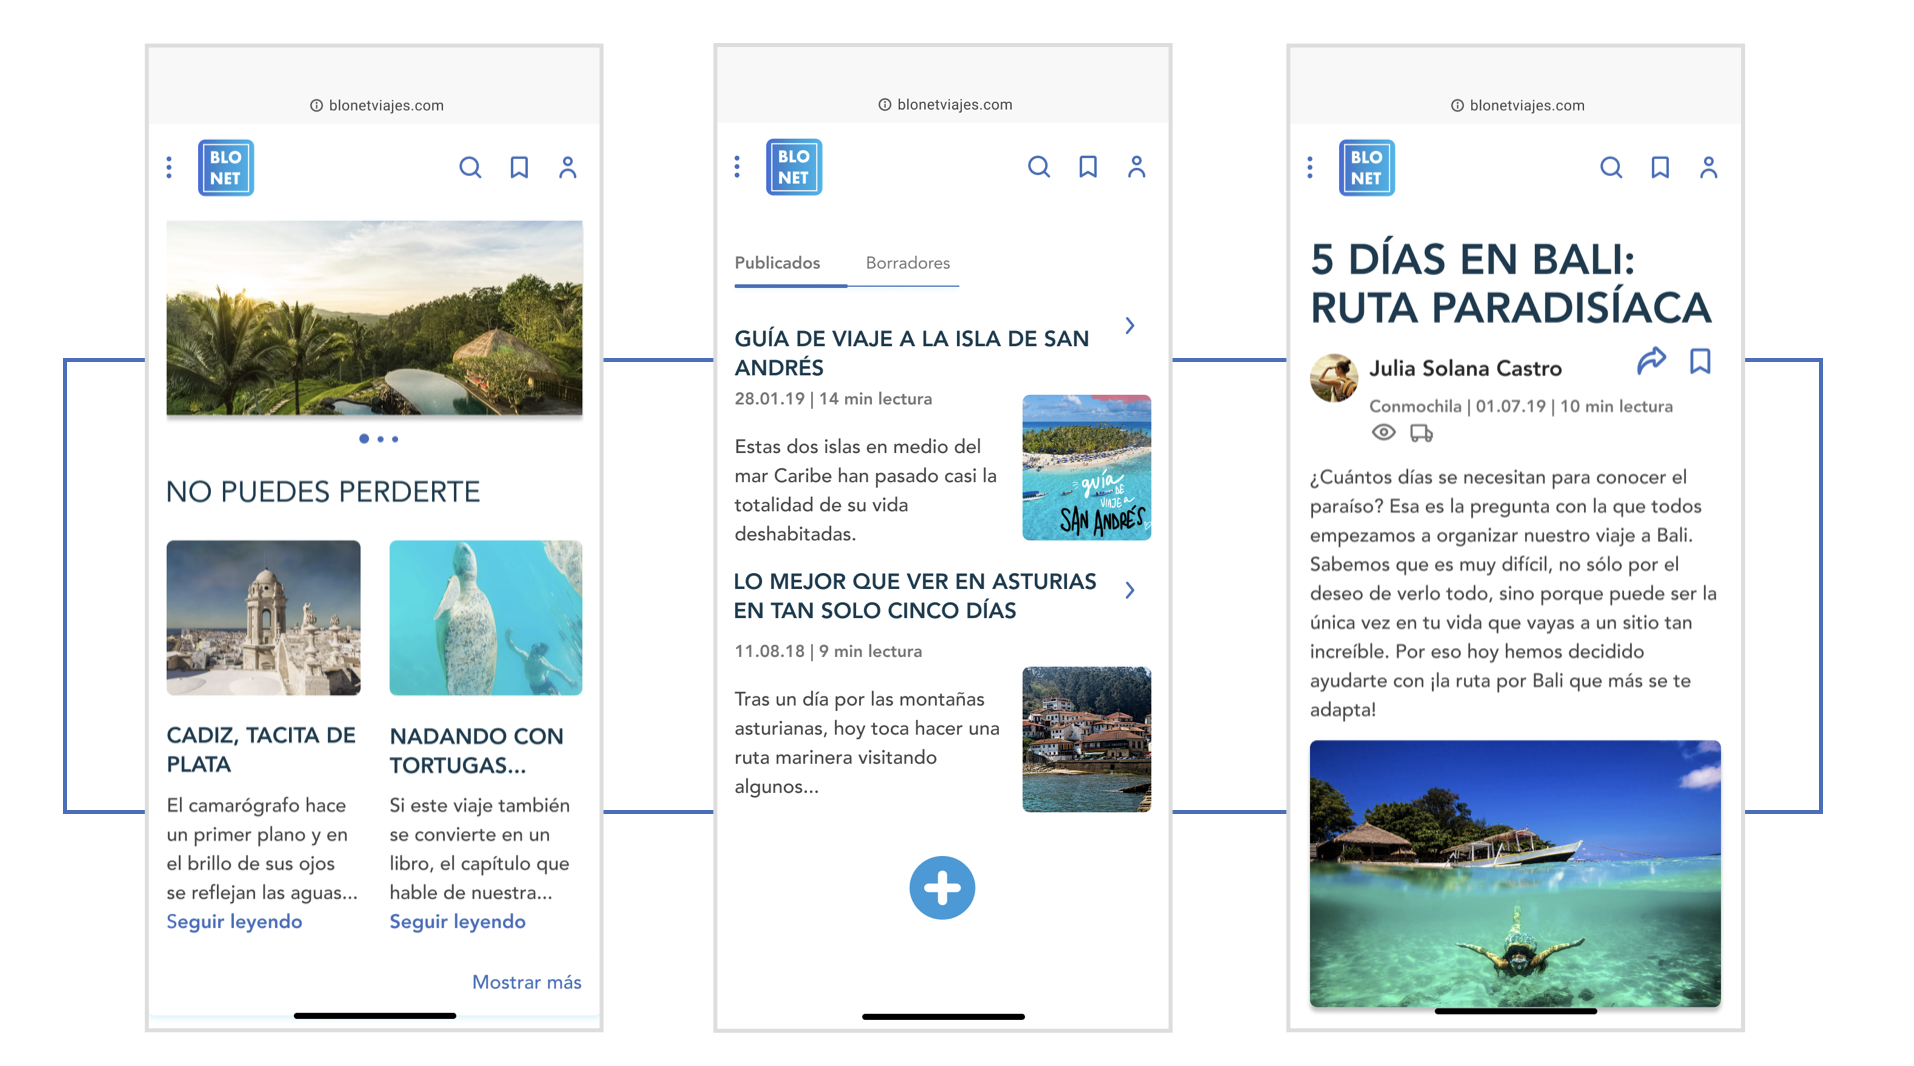 blonetviajes.com
BLO
NET
NO PUEDES PERDERTE
CADIZ, TACITA DE
PLATA
El camarógrafo hace
un primer plano y en
el brillo de sus ojos
se reflejan las aguas...
Seguir leyendo
NADANDO CON
TORTUGAS...
Si este viaje también
se convierte en un
libro, el capítulo que
hable de nuestra...
Seguir leyendo
Mostrar más
blonetviajes.com
BLO
NET
Publicados
Borradores
GUÍA DE VIAJE A LA ISLA DE SAN
ANDRÉS
28.01.19 | 14 min lectura
Estas dos islas en medio del
mar Caribe han pasado casi la
totalidad de su vida
deshabitadas.
guía
DE
VIAJE a
SAN ANDRÉS
LO MEJOR QUE VER EN ASTURIAS
EN TAN SOLO CINCO DÍAS
11.08.18 | 9 min lectura
Tras un día por las montañas
asturianas, hoy toca hacer una
ruta marinera visitando
algunos...
blonetviajes.com
BLO
NET
5 DÍAS EN BALI:
RUTA PARADISÍACA
Julia Solana Castro
Conmochila | 01.07.19 | 10 min lectura
¿Cuántos días se necesitan para conocer el
paraíso? Esa es la pregunta con la que todos
empezamos a organizar nuestro viaje a Bali.
Sabemos que es muy difícil, no sólo por el
deseo de verlo todo, sino porque puede ser la
única vez en tu vida que vayas a un sitio tan
increíble. Por eso hoy hemos decidido
ayudarte con ¡la ruta por Bali que más se te
adapta!